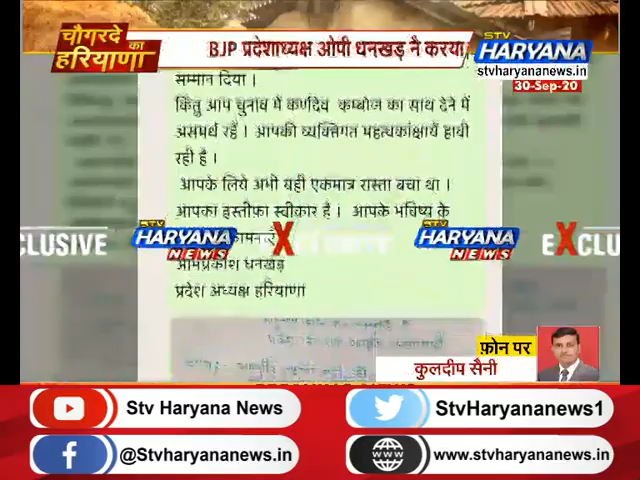 चौगरदे का हरियाणा
BJP प्रदेशाध्यक्ष ओपी धनखड़ नै करया
STV
HARYANA
stvharyananews.in
30-Sep-20
सम्मान दिया ।
किंतु आप चुनाव में कर्णदेव कम्बोज का साथ देने में
असमर्थ रहें । आपकी व्यक्तिगत महत्वकांक्षायें हावी
रही है ।
आपके लिये अभी यही एकमात्र रास्ता बचा था ।
आपका इस्तीफ़ा स्वीकार है । आपके भविष्य के
CLUSIVE
STV
HARYANA
NEWS
X
STV
HARYANA
NEWS
EXCLU
ओमप्रकाश धनखड़
प्रदेश अध्यक्ष हरियाणा
फ़ोन पर
कुलदीप सैनी
Stv Haryana News
StvHaryananews1
@Stvharyananews.in
www.stvharyananews.in